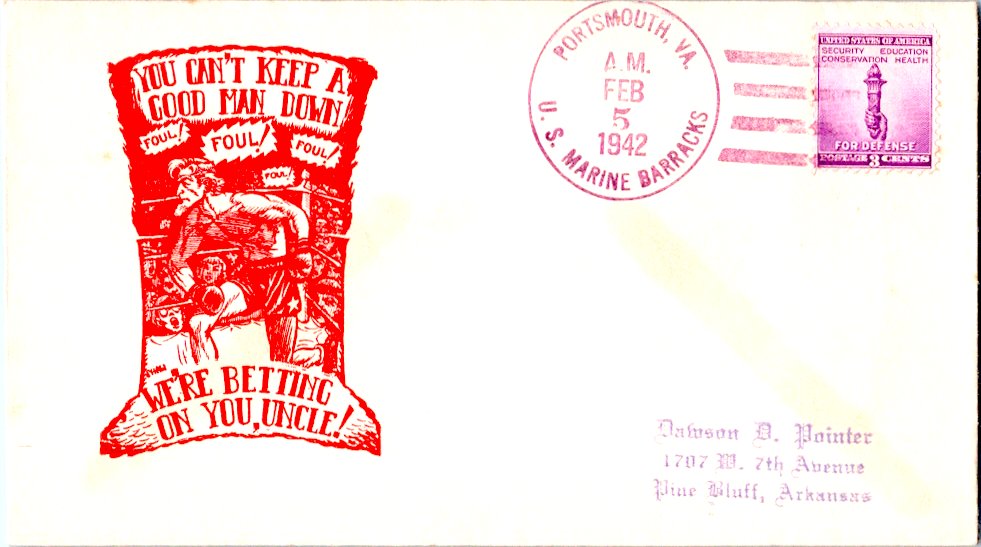 YOU CAN'T KEEP A
GOOD MAN DOWN
FOUL!
FOUL!
FOUL!
FOUL!
WE'RE BETTING
ON YOU, UNCLE!
PORTSMOUTH, VA.
A.M.
FEB
5
1942
U. S. MARINE BARRACKS
UNITED STATES OF AMERICA
SECURITY EDUCATION
CONSERVATION HEALTH
FOR DEFENSE
POSTAGE 3 CENTS
Dawson D. Pointer
1707 W. 7th Avenue
Pine Bluff, Arkansas